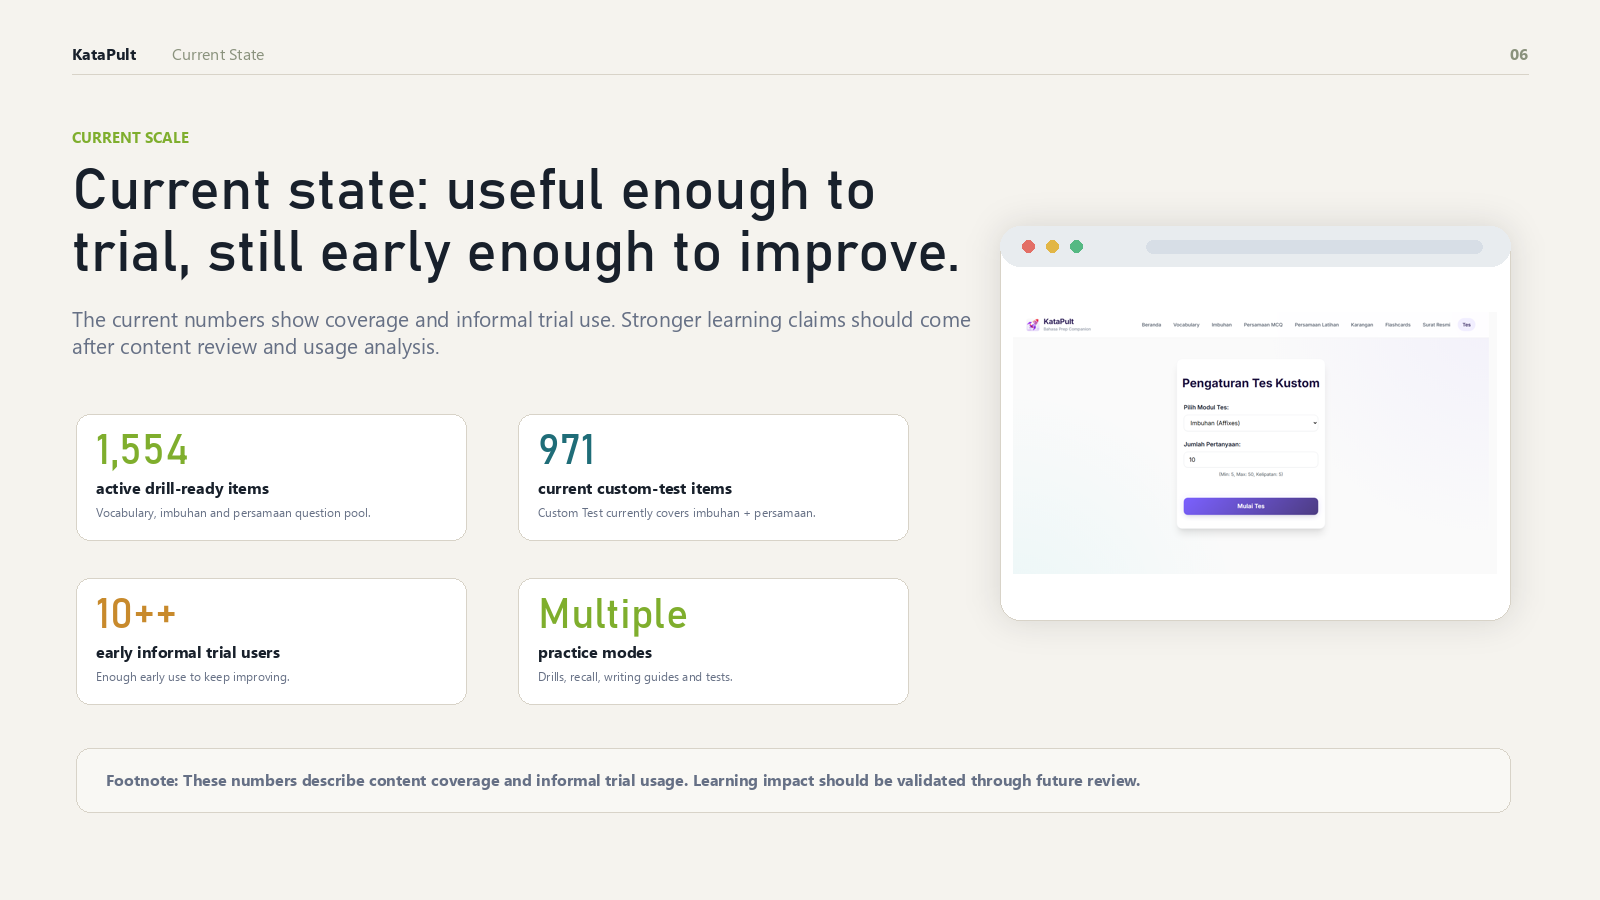 KataPult
Current State
06
CURRENT SCALE
Current state: useful enough to
trial, still early enough to improve.
The current numbers show coverage and informal trial use. Stronger learning claims should come
after content review and usage analysis.
1,554
active drill-ready items
Vocabulary, imbuhan and persamaan question pool.
971
current custom-test items
Custom Test currently covers imbuhan + persamaan.
10++
early informal trial users
Enough early use to keep improving.
Multiple
practice modes
Drills, recall, writing guides and tests.
KataPult
Bahasa Prep Companion
Beranda Vocabulary Imbuhan Persamaan MCQ Persamaan Latihan Karangan Flashcards Surat Resmi Tes
Pengaturan Tes Kustom
Pilih Modul Tes:
Imbuhan (Affixes)
Jumlah Pertanyaan:
10
(Min: 5, Max: 50, Kelipatan: 5)
Mulai Tes
Footnote: These numbers describe content coverage and informal trial usage. Learning impact should be validated through future review.